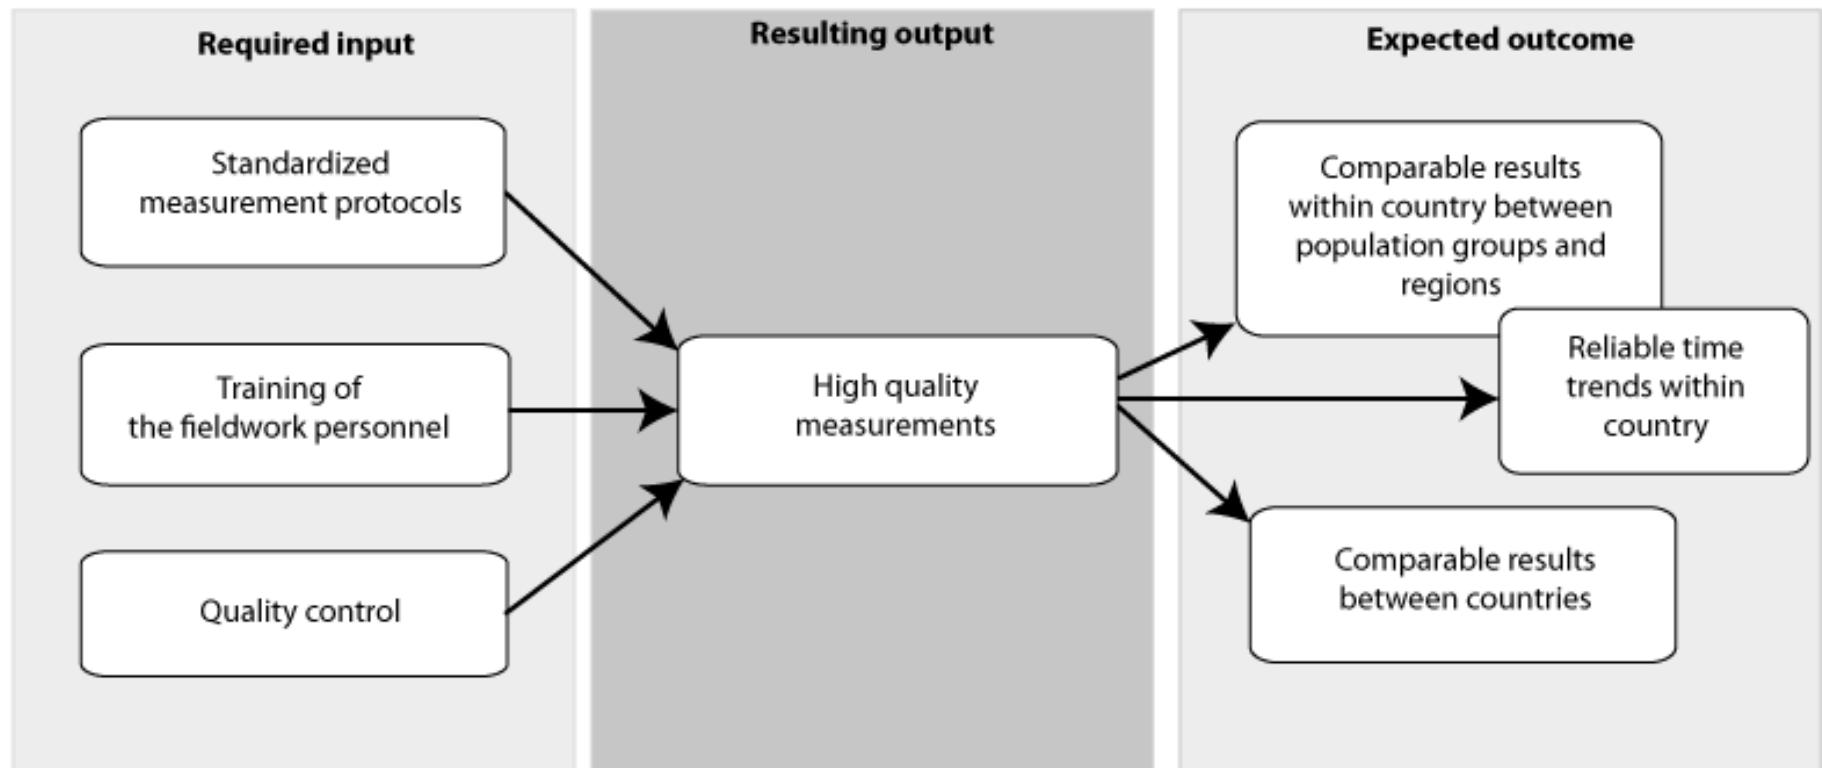 Required input
Standardized
measurement protocols
Training of
the fieldwork personnel
Quality control
Resulting output
High quality
measurements
Expected outcome
Comparable results
within country between
population groups and
regions
Reliable time
trends within
country
Comparable results
between countries